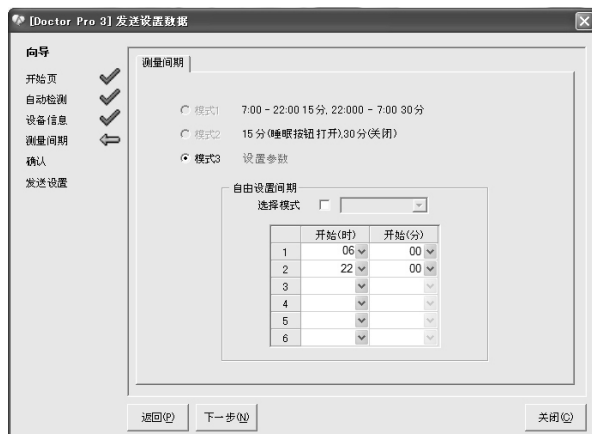 [Doctor Pro 3] 发送设置数据
向导
开始页
自动检测
设备信息
测量间期
确认
发送设置
测量间期
模式1 7:00 - 22:00 15分, 22:000 - 7:00 30分
模式2 15分(睡眠按钮打开),30分(关闭)
模式3 设置参数
自由设置间期
选择模式
开始(时) 开始(分)
1 06 00
2 22 00
3
4
5
6
返回(P) 下一步(N) 关闭(C)